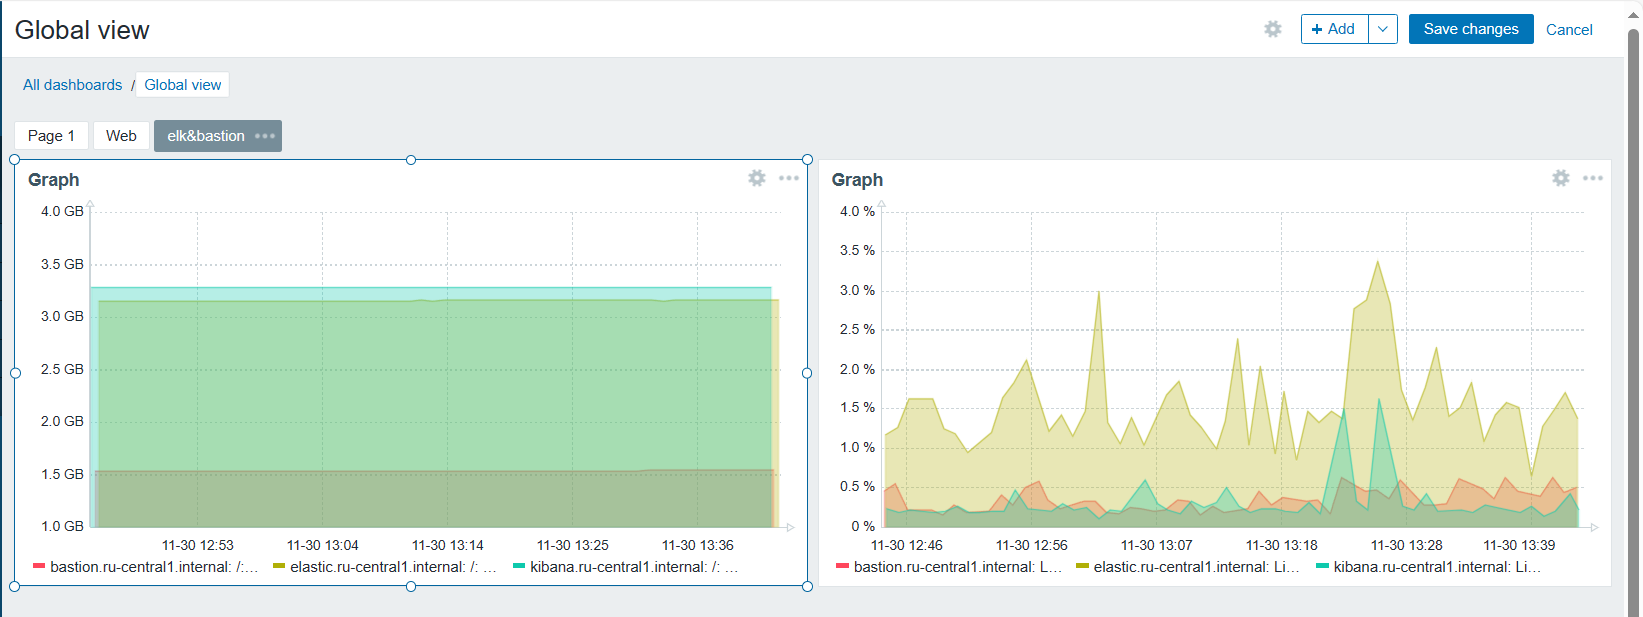 Global view
Add
Save changes
Cancel
All dashboards / Global view
Page 1
Web
elk&bastion
Graph
4.0 GB
3.5 GB
3.0 GB
2.5 GB
2.0 GB
1.5 GB
1.0 GB
11-30 12:53 11-30 13:04 11-30 13:14 11-30 13:25 11-30 13:36
bastion.ru-central1.internal: /:... elastic.ru-central1.internal: /: ... kibana.ru-central1.internal: /: ...
Graph
4.0 %
3.5 %
3.0 %
2.5 %
2.0 %
1.5 %
1.0 %
0.5 %
0 %
11-30 12:46 11-30 12:56 11-30 13:07 11-30 13:18 11-30 13:28 11-30 13:39
bastion.ru-central1.internal: L... elastic.ru-central1.internal: Li... kibana.ru-central1.internal: Li...